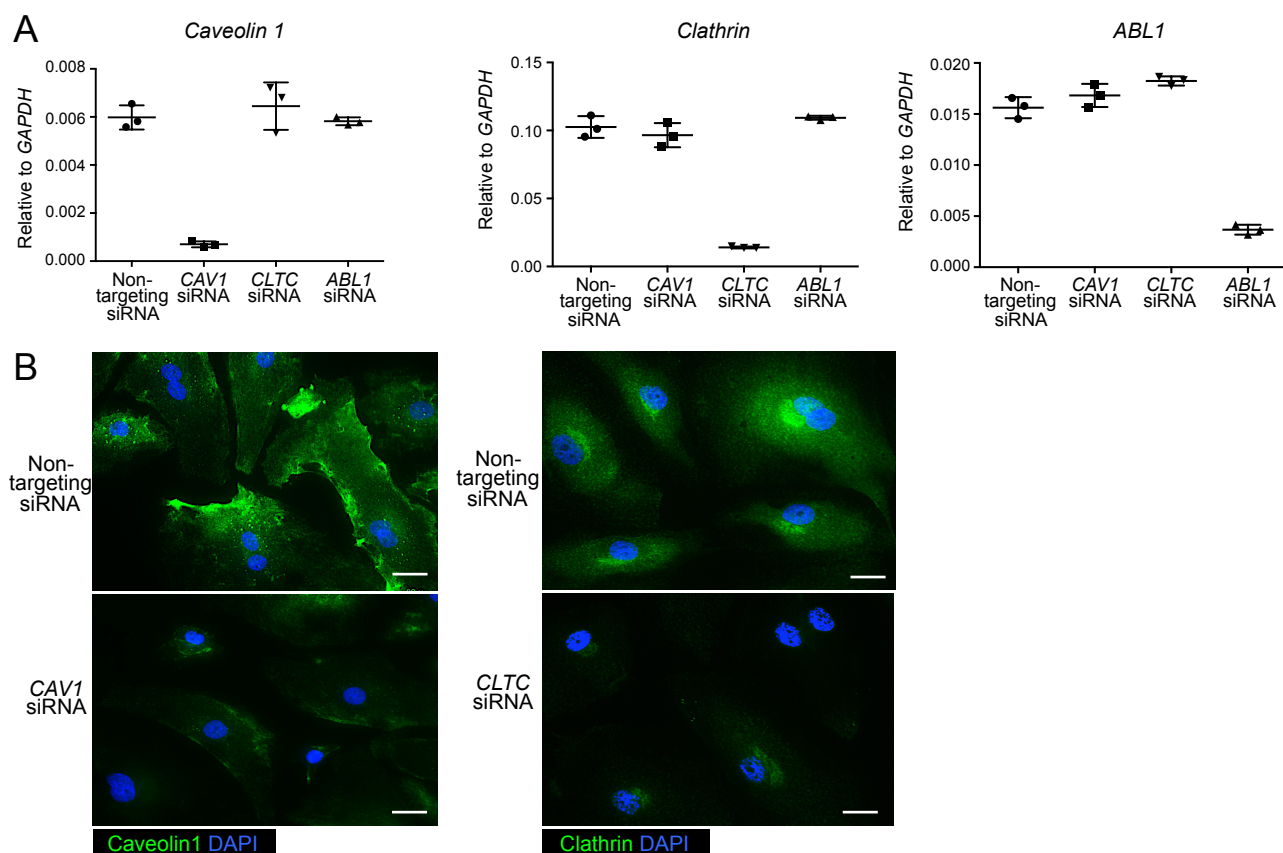 A
Caveolin 1
Relative to GAPDH
0.008
0.006
0.004
0.002
0.000
Non-
targeting
siRNA
CAV1
siRNA
CLTC
siRNA
ABL1
siRNA
Clathrin
Relative to GAPDH
0.15
0.10
0.05
0.00
Non-
targeting
siRNA
CAV1
siRNA
CLTC
siRNA
ABL1
siRNA
ABL1
Relative to GAPDH
0.020
0.015
0.010
0.005
0.000
Non-
targeting
siRNA
CAV1
siRNA
CLTC
siRNA
ABL1
siRNA
B
Non-
targeting
siRNA
CAV1
siRNA
Caveolin1 DAPI
Non-
targeting
siRNA
CLTC
siRNA
Clathrin DAPI